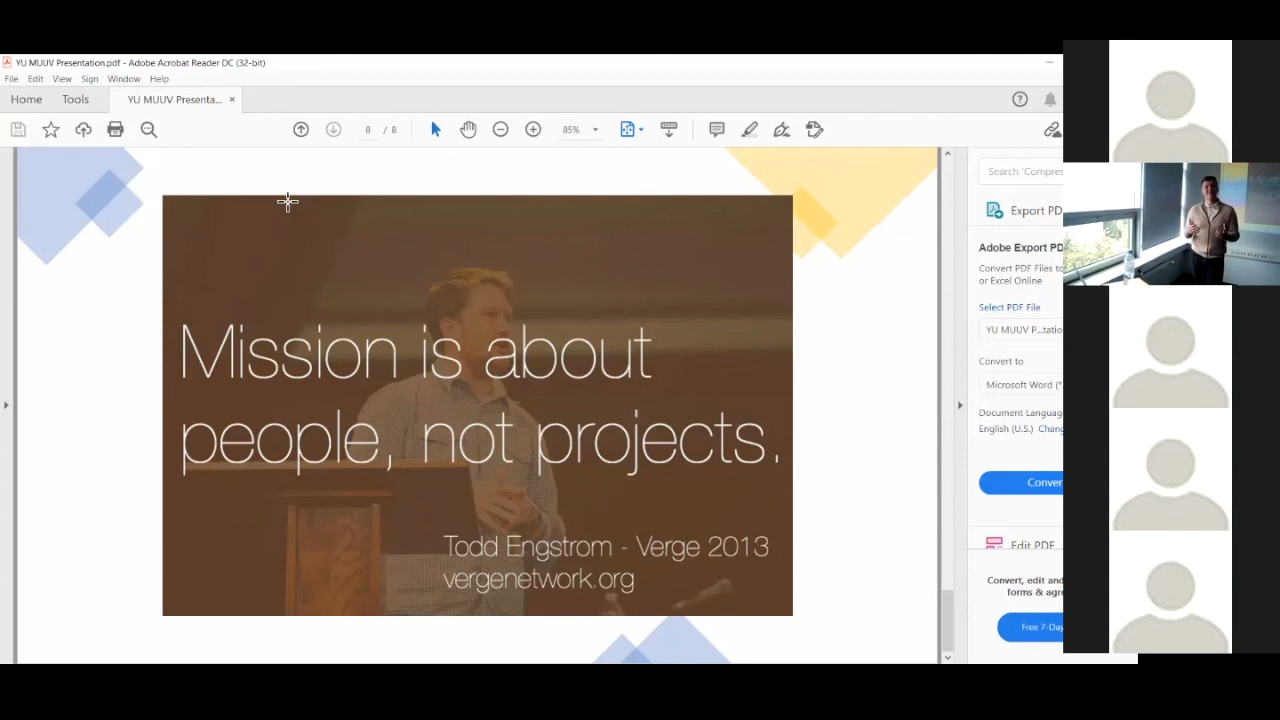 YU MUUV Presentation.pdf - Adobe Acrobat Reader DC (32-bit)
File Edit View Sign Window Help
Home Tools YU MUUV Presenta... ×
8 / 8 85%
Search 'Compres
Export PD
Adobe Export PD
Convert PDF Files to
or Excel Online
Select PDF File
YU MUUV P...tatio
Convert to
Microsoft Word (*
Document Languag
English (U.S.) Chang
Conver
Edit PDF
Convert, edit and
forms & agre
Free 7-Day
Mission is about
people, not projects.
Todd Engstrom - Verge 2013
vergenetwork.org